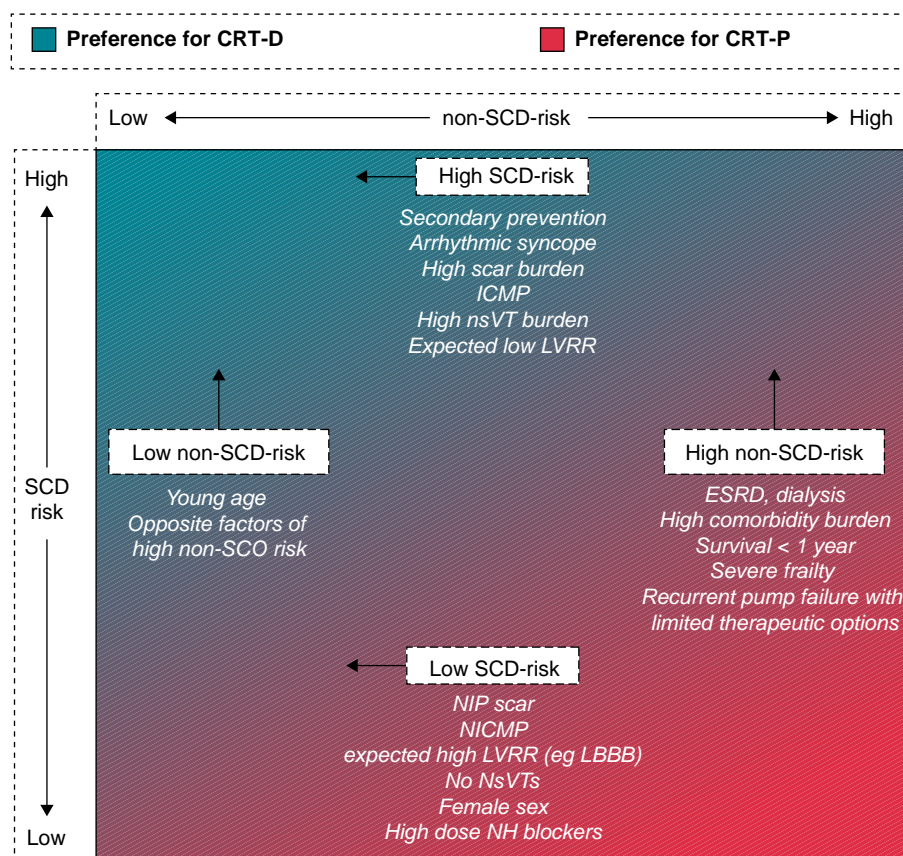 Preference for CRT-D
Preference for CRT-P
Low
non-SCD-risk
High
High
High SCD-risk
Secondary prevention
Arrhythmic syncope
High scar burden
ICMP
High nsVT burden
Expected low LVRR
Low non-SCD-risk
Young age
Opposite factors of
high non-SCO risk
High non-SCD-risk
ESRD, dialysis
High comorbidity burden
Survival < 1 year
Severe frailty
Recurrent pump failure with
limited therapeutic options
SCD
risk
Low SCD-risk
NIP scar
NICMP
expected high LVRR (eg LBBB)
No NsVTs
Female sex
High dose NH blockers
Low